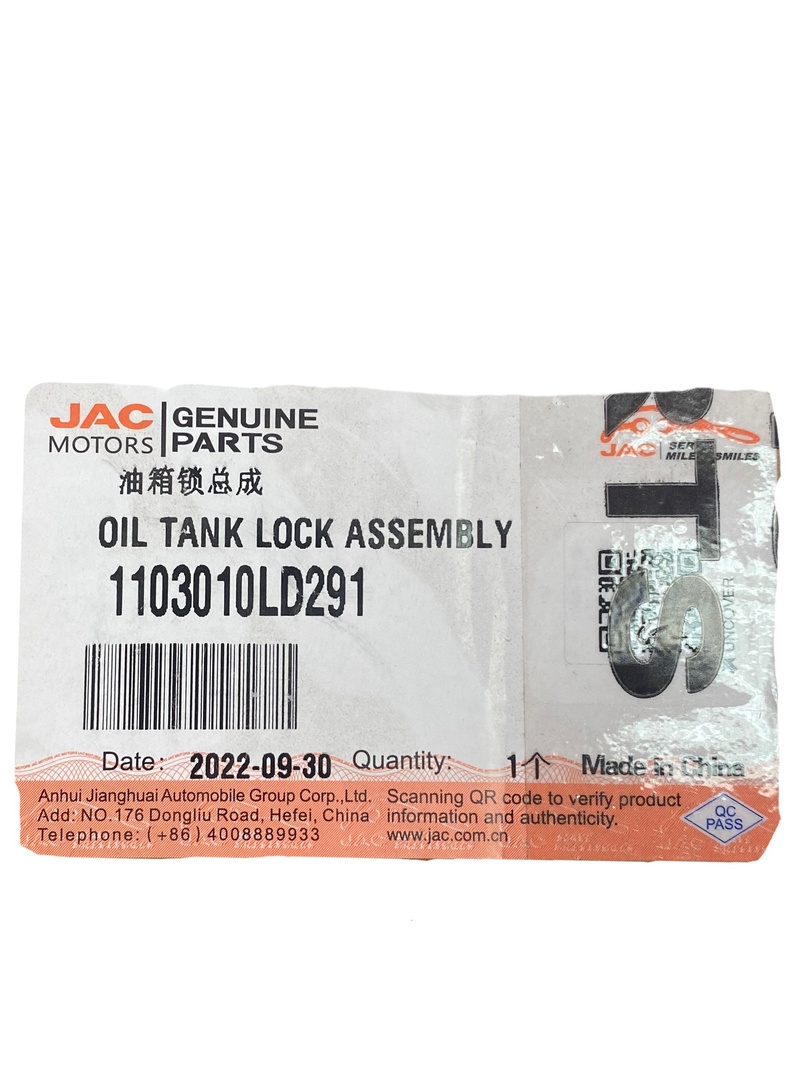 JAC MOTORS | GENUINE PARTS
油箱锁总成
OIL TANK LOCK ASSEMBLY
1103010LD291
Date: 2022-09-30 Quantity: 1个 Made in China
Anhui Jianghuai Automobile Group Corp.,Ltd.
Add: NO.176 Dongliu Road, Hefei, China
Telephone: (+86) 4008889933
Scanning QR code to verify product
information and authenticity.
www.jac.com.cn
QC
PASS
JAC
MILE SMILES
RTS
UNCOVER